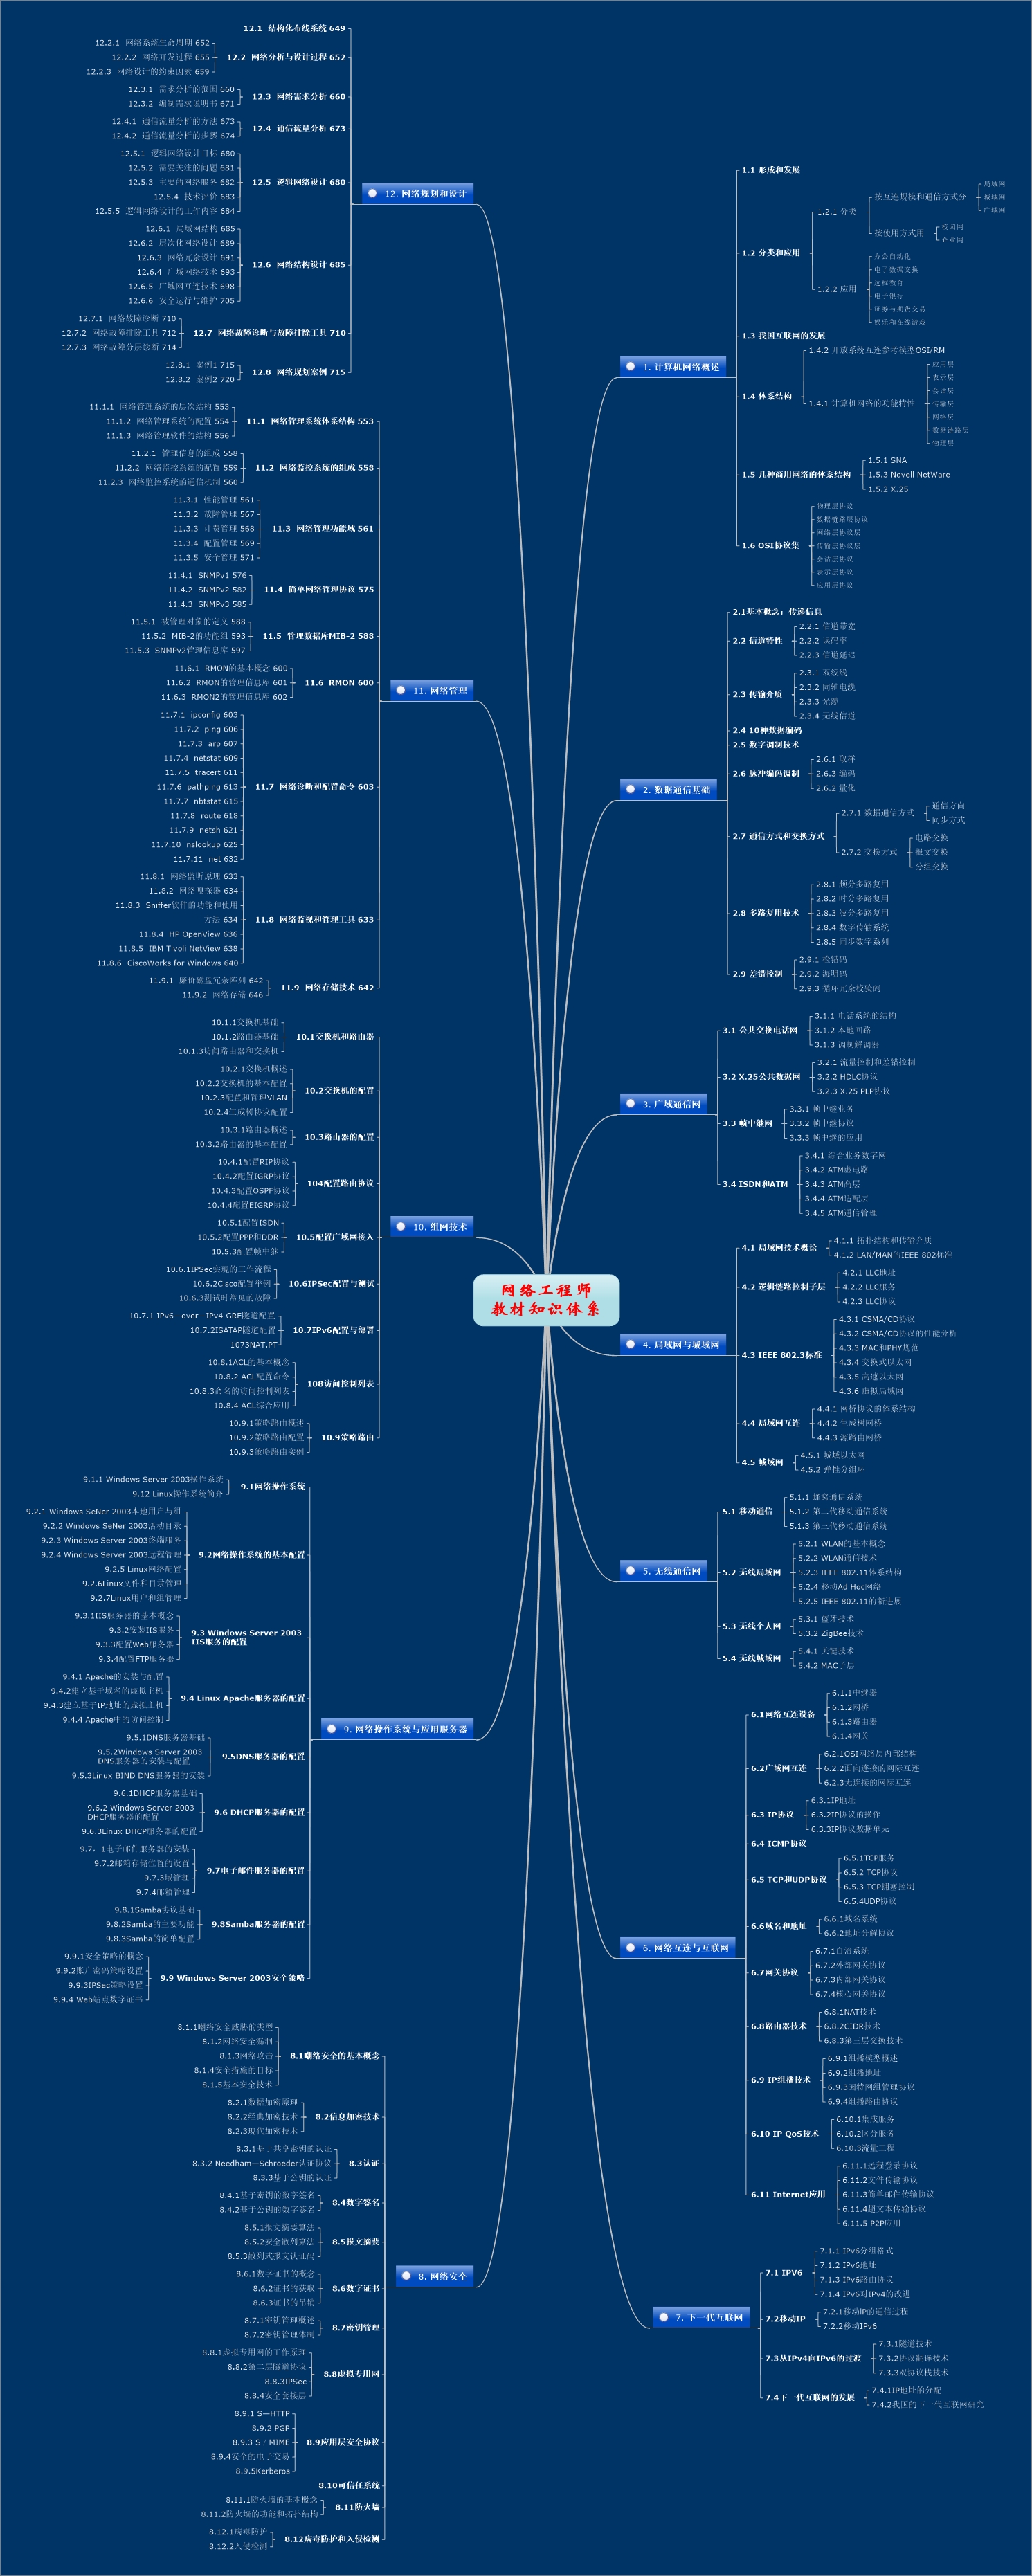 网络工程师
教材知识体系
1. 计算机网络概述
1.1 形成和发展
1.2 分类和应用
1.2.1 分类
按互连规模和通信方式分
局域网
城域网
广域网
按使用方式用
校园网
企业网
1.2.2 应用
办公自动化
电子数据交换
远程教育
电子银行
证券与期货交易
娱乐和在线游戏
1.3 我国互联网的发展
1.4 体系结构
1.4.2 开放系统互连参考模型OSI/RM
1.4.1 计算机网络的功能特性
应用层
表示层
会话层
传输层
网络层
数据链路层
物理层
1.5 几种商用网络的体系结构
1.5.1 SNA
1.5.3 Novell NetWare
1.5.2 X.25
1.6 OSI协议集
物理层协议
数据链路层协议
网络层协议层
传输层协议层
会话层协议
表示层协议
应用层协议
2. 数据通信基础
2.1基本概念：传递信息
2.2 信道特性
2.2.1 信道带宽
2.2.2 误码率
2.2.3 信道延迟
2.3 传输介质
2.3.1 双绞线
2.3.2 同轴电缆
2.3.3 光缆
2.3.4 无线信道
2.4 10种数据编码
2.5 数字调制技术
2.6 脉冲编码调制
2.6.1 取样
2.6.3 编码
2.6.2 量化
2.7 通信方式和交换方式
2.7.1 数据通信方式
通信方向
同步方式
2.7.2 交换方式
电路交换
报文交换
分组交换
2.8 多路复用技术
2.8.1 频分多路复用
2.8.2 时分多路复用
2.8.3 波分多路复用
2.8.4 数字传输系统
2.8.5 同步数字系列
2.9 差错控制
2.9.1 检错码
2.9.2 海明码
2.9.3 循环冗余校验码
3. 广域通信网
3.1 公共交换电话网
3.1.1 电话系统的结构
3.1.2 本地回路
3.1.3 调制解调器
3.2 X.25公共数据网
3.2.1 流量控制和差错控制
3.2.2 HDLC协议
3.2.3 X.25 PLP协议
3.3 帧中继网
3.3.1 帧中继业务
3.3.2 帧中继协议
3.3.3 帧中继的应用
3.4 ISDN和ATM
3.4.1 综合业务数字网
3.4.2 ATM虚电路
3.4.3 ATM高层
3.4.4 ATM适配层
3.4.5 ATM通信管理
4. 局域网与城域网
4.1 局域网技术概论
4.1.1 拓扑结构和传输介质
4.1.2 LAN/MAN的IEEE 802标准
4.2 逻辑链路控制子层
4.2.1 LLC地址
4.2.2 LLC服务
4.2.3 LLC协议
4.3 IEEE 802.3标准
4.3.1 CSMA/CD协议
4.3.2 CSMA/CD协议的性能分析
4.3.3 MAC和PHY规范
4.3.4 交换式以太网
4.3.5 高速以太网
4.3.6 虚拟局域网
4.4 局域网互连
4.4.1 网桥协议的体系结构
4.4.2 生成树网桥
4.4.3 源路由网桥
4.5 城域网
4.5.1 城域以太网
4.5.2 弹性分组环
5. 无线通信网
5.1 移动通信
5.1.1 蜂窝通信系统
5.1.2 第二代移动通信系统
5.1.3 第三代移动通信系统
5.2 无线局域网
5.2.1 WLAN的基本概念
5.2.2 WLAN通信技术
5.2.3 IEEE 802.11体系结构
5.2.4 移动Ad Hoc网络
5.2.5 IEEE 802.11的新进展
5.3 无线个人网
5.3.1 蓝牙技术
5.3.2 ZigBee技术
5.4 无线城域网
5.4.1 关键技术
5.4.2 MAC子层
6. 网络互连与互联网
6.1网络互连设备
6.1.1中继器
6.1.2网桥
6.1.3路由器
6.1.4网关
6.2广域网互连
6.2.1OSI网络层内部结构
6.2.2面向连接的网际互连
6.2.3无连接的网际互连
6.3 IP协议
6.3.1IP地址
6.3.2IP协议的操作
6.3.3IP协议数据单元
6.4 ICMP协议
6.5 TCP和UDP协议
6.5.1TCP服务
6.5.2 TCP协议
6.5.3 TCP拥塞控制
6.5.4UDP协议
6.6域名和地址
6.6.1域名系统
6.6.2地址分解协议
6.7网关协议
6.7.1自治系统
6.7.2外部网关协议
6.7.3内部网关协议
6.7.4核心网关协议
6.8路由器技术
6.8.1NAT技术
6.8.2CIDR技术
6.8.3第三层交换技术
6.9 IP组播技术
6.9.1组播模型概述
6.9.2组播地址
6.9.3因特网组管理协议
6.9.4组播路由协议
6.10 IP QoS技术
6.10.1集成服务
6.10.2区分服务
6.10.3流量工程
6.11 Internet应用
6.11.1远程登录协议
6.11.2文件传输协议
6.11.3简单邮件传输协议
6.11.4超文本传输协议
6.11.5 P2P应用
7. 下一代互联网
7.1 IPV6
7.1.1 IPv6分组格式
7.1.2 IPv6地址
7.1.3 IPv6路由协议
7.1.4 IPv6对IPv4的改进
7.2移动IP
7.2.1移动IP的通信过程
7.2.2移动IPv6
7.3从IPv4向IPv6的过渡
7.3.1隧道技术
7.3.2协议翻译技术
7.3.3双协议栈技术
7.4下一代互联网的发展
7.4.1IP地址的分配
7.4.2我国的下一代互联网研究
12. 网络规划和设计
12.1 结构化布线系统 649
12.2 网络分析与设计过程 652
12.2.1 网络系统生命周期 652
12.2.2 网络开发过程 655
12.2.3 网络设计的约束因素 659
12.3 网络需求分析 660
12.3.1 需求分析的范围 660
12.3.2 编制需求说明书 671
12.4 通信流量分析 673
12.4.1 通信流量分析的方法 673
12.4.2 通信流量分析的步骤 674
12.5 逻辑网络设计 680
12.5.1 逻辑网络设计目标 680
12.5.2 需要关注的问题 681
12.5.3 主要的网络服务 682
12.5.4 技术评价 683
12.5.5 逻辑网络设计的工作内容 684
12.6 网络结构设计 685
12.6.1 局域网结构 685
12.6.2 层次化网络设计 689
12.6.3 网络冗余设计 691
12.6.4 广域网络技术 693
12.6.5 广域网互连技术 698
12.6.6 安全运行与维护 705
12.7 网络故障诊断与故障排除工具 710
12.7.1 网络故障诊断 710
12.7.2 网络故障排除工具 712
12.7.3 网络故障分层诊断 714
12.8 网络规划案例 715
12.8.1 案例1 715
12.8.2 案例2 720
11. 网络管理
11.1 网络管理系统体系结构 553
11.1.1 网络管理系统的层次结构 553
11.1.2 网络管理系统的配置 554
11.1.3 网络管理软件的结构 556
11.2 网络监控系统的组成 558
11.2.1 管理信息的组成 558
11.2.2 网络监控系统的配置 559
11.2.3 网络监控系统的通信机制 560
11.3 网络管理功能域 561
11.3.1 性能管理 561
11.3.2 故障管理 567
11.3.3 计费管理 568
11.3.4 配置管理 569
11.3.5 安全管理 571
11.4 简单网络管理协议 575
11.4.1 SNMPv1 576
11.4.2 SNMPv2 582
11.4.3 SNMPv3 585
11.5 管理数据库MIB-2 588
11.5.1 被管理对象的定义 588
11.5.2 MIB-2的功能组 593
11.5.3 SNMPv2管理信息库 597
11.6 RMON 600
11.6.1 RMON的基本概念 600
11.6.2 RMON的管理信息库 601
11.6.3 RMON2的管理信息库 602
11.7 网络诊断和配置命令 603
11.7.1 ipconfig 603
11.7.2 ping 606
11.7.3 arp 607
11.7.4 netstat 609
11.7.5 tracert 611
11.7.6 pathping 613
11.7.7 nbtstat 615
11.7.8 route 618
11.7.9 netsh 621
11.7.10 nslookup 625
11.7.11 net 632
11.8 网络监视和管理工具 633
11.8.1 网络监听原理 633
11.8.2 网络嗅探器 634
11.8.3 Sniffer软件的功能和使用
方法 634
11.8.4 HP OpenView 636
11.8.5 IBM Tivoli NetView 638
11.8.6 CiscoWorks for Windows 640
11.9 网络存储技术 642
11.9.1 廉价磁盘冗余阵列 642
11.9.2 网络存储 646
10. 组网技术
10.1交换机和路由器
10.1.1交换机基础
10.1.2路由器基础
10.1.3访问路由器和交换机
10.2交换机的配置
10.2.1交换机概述
10.2.2交换机的基本配置
10.2.3配置和管理VLAN
10.2.4生成树协议配置
10.3路由器的配置
10.3.1路由器概述
10.3.2路由器的基本配置
104配置路由协议
10.4.1配置RIP协议
10.4.2配置IGRP协议
10.4.3配置OSPF协议
10.4.4配置EIGRP协议
10.5配置广域网接入
10.5.1配置ISDN
10.5.2配置PPP和DDR
10.5.3配置帧中继
10.6IPSec配置与测试
10.6.1IPSec实现的工作流程
10.6.2Cisco配置举例
10.6.3测试时常见的故障
10.7IPv6配置与部署
10.7.1 IPv6—over—IPv4 GRE隧道配置
10.7.2ISATAP隧道配置
1073NAT.PT
108访问控制列表
10.8.1ACL的基本概念
10.8.2 ACL配置命令
10.8.3命名的访问控制列表
10.8.4 ACL综合应用
10.9策略路由
10.9.1策略路由概述
10.9.2策略路由配置
10.9.3策略路由实例
9. 网络操作系统与应用服务器
9.1网络操作系统
9.1.1 Windows Server 2003操作系统
9.12 Linux操作系统简介
9.2网络操作系统的基本配置
9.2.1 Windows SeNer 2003本地用户与组
9.2.2 Windows SeNer 2003活动目录
9.2.3 Windows Server 2003终端服务
9.2.4 Windows Server 2003远程管理
9.2.5 Linux网络配置
9.2.6Linux文件和目录管理
9.2.7Linux用户和组管理
9.3 Windows Server 2003
IIS服务的配置
9.3.1IIS服务器的基本概念
9.3.2安装IIS服务
9.3.3配置Web服务器
9.3.4配置FTP服务器
9.4 Linux Apache服务器的配置
9.4.1 Apache的安装与配置
9.4.2建立基于域名的虚拟主机
9.4.3建立基于IP地址的虚拟主机
9.4.4 Apache中的访问控制
9.5DNS服务器的配置
9.5.1DNS服务器基础
9.5.2Windows Server 2003
DNS服务器的安装与配置
9.5.3Linux BIND DNS服务器的安装
9.6 DHCP服务器的配置
9.6.1DHCP服务器基础
9.6.2 Windows Server 2003
DHCP服务器的配置
9.6.3Linux DHCP服务器的配置
9.7电子邮件服务器的配置
9.7．1电子邮件服务器的安装
9.7.2邮箱存储位置的设置
9.7.3域管理
9.7.4邮箱管理
9.8Samba服务器的配置
9.8.1Samba协议基础
9.8.2Samba的主要功能
9.8.3Samba的简单配置
9.9 Windows Server 2003安全策略
9.9.1安全策略的概念
9.9.2账户密码策略设置
9.9.3IPSec策略设置
9.9.4 Web站点数字证书
8. 网络安全
8.1嘲络安全的基本概念
8.1.1嘲络安全威胁的类型
8.1.2网络安全漏洞
8.1.3网络攻击
8.1.4安全措施的目标
8.1.5基本安全技术
8.2信息加密技术
8.2.1数据加密原理
8.2.2经典加密技术
8.2.3现代加密技术
8.3认证
8.3.1基于共享密钥的认证
8.3.2 Needham—Schroeder认证协议
8.3.3基于公钥的认证
8.4数字签名
8.4.1基于密钥的数字签名
8.4.2基于公钥的数字签名
8.5报文摘要
8.5.1报文摘要算法
8.5.2安全散列算法
8.5.3散列式报文认证码
8.6数字证书
8.6.1数字证书的概念
8.6.2证书的获取
8.6.3证书的吊销
8.7密钥管理
8.7.1密钥管理概述
8.7.2密钥管理体制
8.8虚拟专用网
8.8.1虚拟专用网的工作原理
8.8.2第二层隧道协议
8.8.3IPSec
8.8.4安全套接层
8.9应用层安全协议
8.9.1 S—HTTP
8.9.2 PGP
8.9.3 S／MIME
8.9.4安全的电子交易
8.9.5Kerberos
8.10可信任系统
8.11防火墙
8.11.1防火墙的基本概念
8.11.2防火墙的功能和拓扑结构
8.12病毒防护和入侵检测
8.12.1病毒防护
8.12.2入侵检测